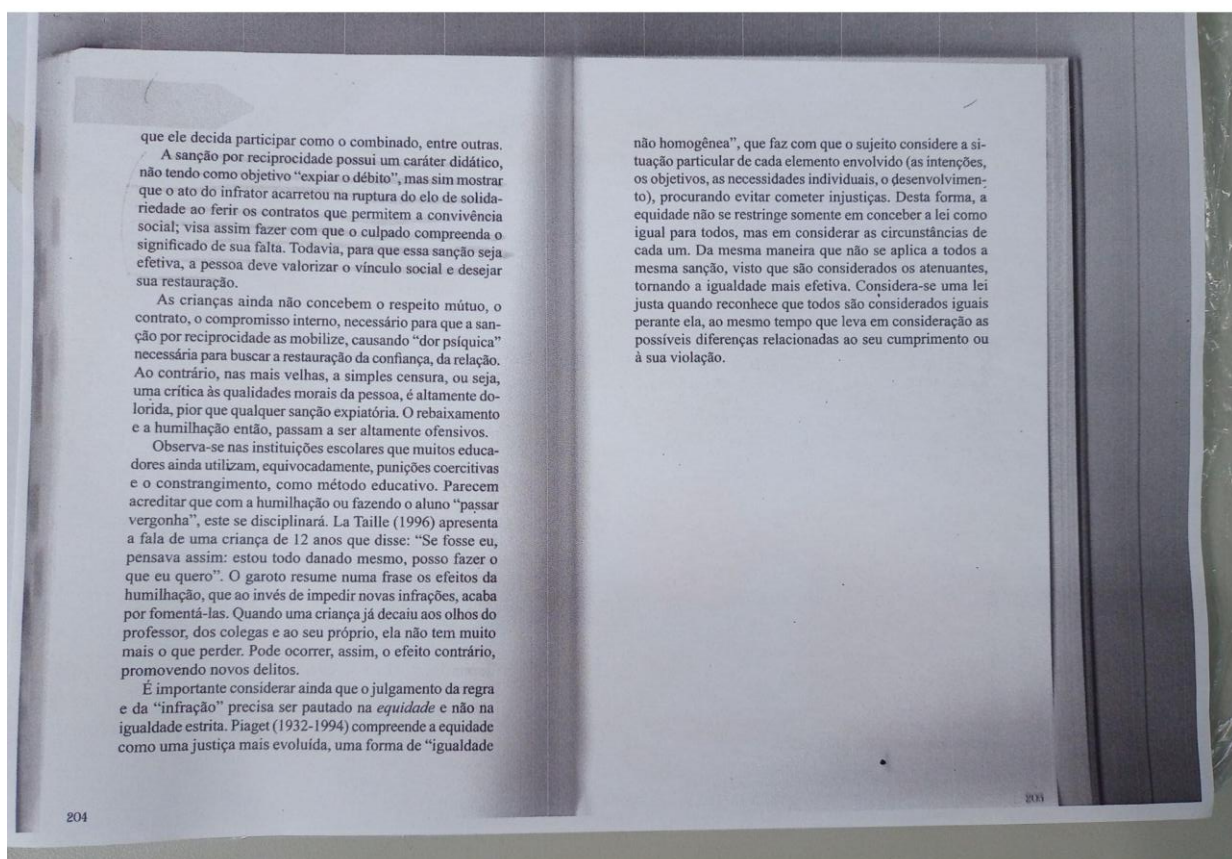 que ele decida participar como o combinado, entre outras.
A sanção por reciprocidade possui um caráter didático,
não tendo como objetivo “expiar o débito”, mas sim mostrar
que o ato do infrator acarretou na ruptura do elo de solida-
riedade ao ferir os contratos que permitem a convivência
social; visa assim fazer com que o culpado compreenda o
significado de sua falta. Todavia, para que essa sanção seja
efetiva, a pessoa deve valorizar o vínculo social e desejar
sua restauração.
As crianças ainda não concebem o respeito mútuo, o
contrato, o compromisso interno, necessário para que a san-
ção por reciprocidade as mobilize, causando “dor psíquica”
necessária para buscar a restauração da confiança, da relação.
Ao contrário, nas mais velhas, a simples censura, ou seja,
uma crítica às qualidades morais da pessoa, é altamente do-
lorida, pior que qualquer sanção expiatória. O rebaixamento
e a humilhação então, passam a ser altamente ofensivos.
Observa-se nas instituições escolares que muitos educa-
dores ainda utilizam, equivocadamente, punições coercitivas
e o constrangimento, como método educativo. Parecem
acreditar que com a humilhação ou fazendo o aluno “passar
vergonha”, este se disciplinará. La Taille (1996) apresenta
a fala de uma criança de 12 anos que disse: “Se fosse eu,
pensava assim: estou todo danado mesmo, posso fazer o
que eu quero”. O garoto resume numa frase os efeitos da
humilhação, que ao invés de impedir novas infrações, acaba
por fomentá-las. Quando uma criança já decaiu aos olhos do
professor, dos colegas e ao seu próprio, ela não tem muito
mais o que perder. Pode ocorrer, assim, o efeito contrário,
promovendo novos delitos.
É importante considerar ainda que o julgamento da regra
e da “infração” precisa ser pautado na equidade e não na
igualdade estrita. Piaget (1932-1994) compreende a equidade
como uma justiça mais evoluída, uma forma de “igualdade
204
não homogênea”, que faz com que o sujeito considere a si-
tuação particular de cada elemento envolvido (as intenções,
os objetivos, as necessidades individuais, o desenvolvimen-
to), procurando evitar cometer injustiças. Desta forma, a
equidade não se restringe somente em conceber a lei como
igual para todos, mas em considerar as circunstâncias de
cada um. Da mesma maneira que não se aplica a todos a
mesma sanção, visto que são considerados os atenuantes,
tornando a igualdade mais efetiva. Considera-se uma lei
justa quando reconhece que todos são considerados iguais
perante ela, ao mesmo tempo que leva em consideração as
possíveis diferenças relacionadas ao seu cumprimento ou
à sua violação.
205